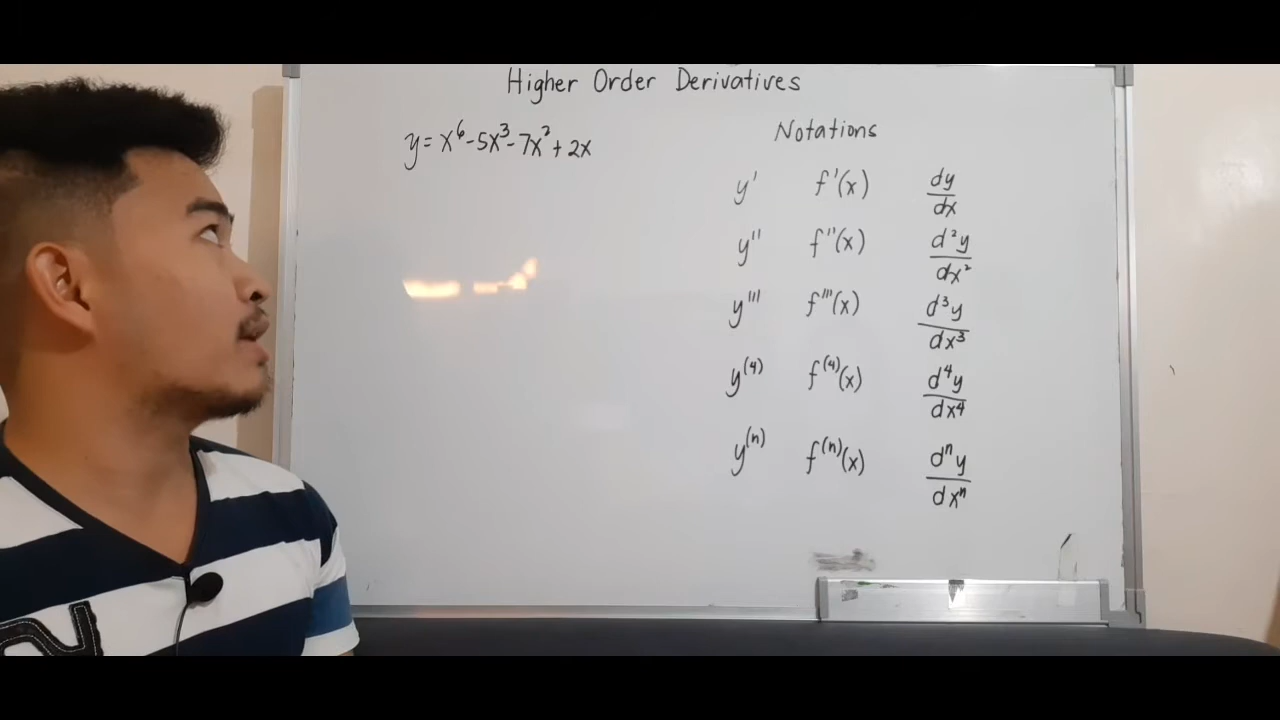 Higher Order Derivatives
y = x⁶ - 5x³ - 7x² + 2x
Notations
y' f'(x) dy/dx
y'' f''(x) d²y/dx²
y''' f'''(x) d³y/dx³
y⁽⁴⁾ f⁽⁴⁾(x) d⁴y/dx⁴
y⁽ⁿ⁾ f⁽ⁿ⁾(x) dⁿy/dxⁿ